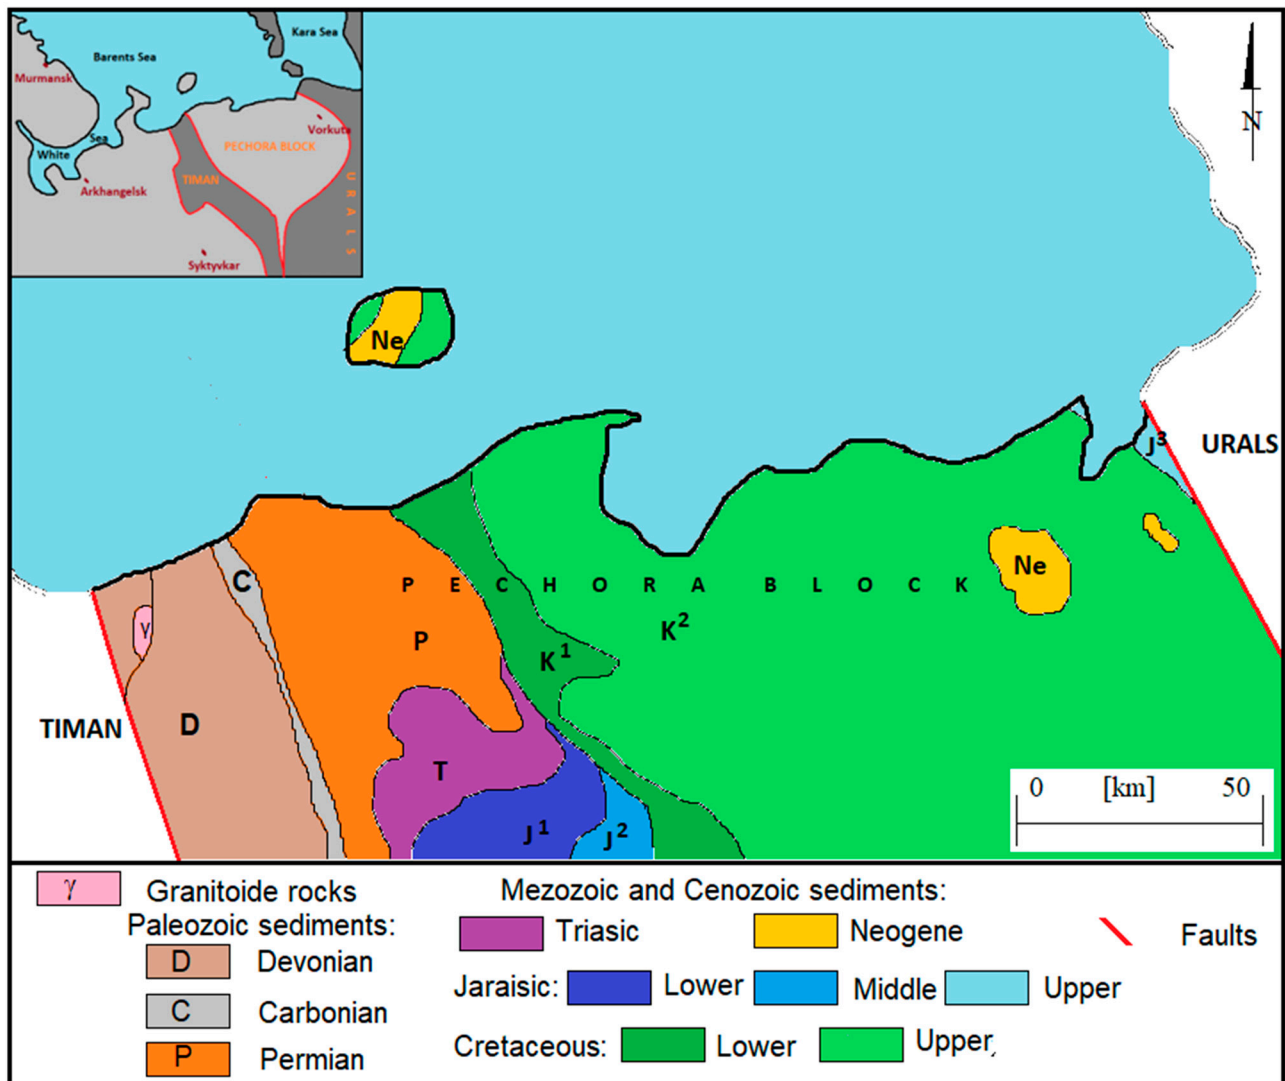 Kara Sea
Barents Sea
Murmansk
Vorkuta
Sea
White
PECHORA BLOCK
TIMAN
Arkhangelsk
URALS
Syktyvkar
N
Ne
J3
URALS
C
PECHORA BLOCK
Ne
γ
P
K1
K2
TIMAN
D
T
J1
J2
0 [km] 50
γ Granitoide rocks
Paleozoic sediments:
D Devonian
C Carbonian
P Permian
Mezozoic and Cenozoic sediments:
Triasic Neogene Faults
Jaraisic: Lower Middle Upper
Cretaceous: Lower Upper